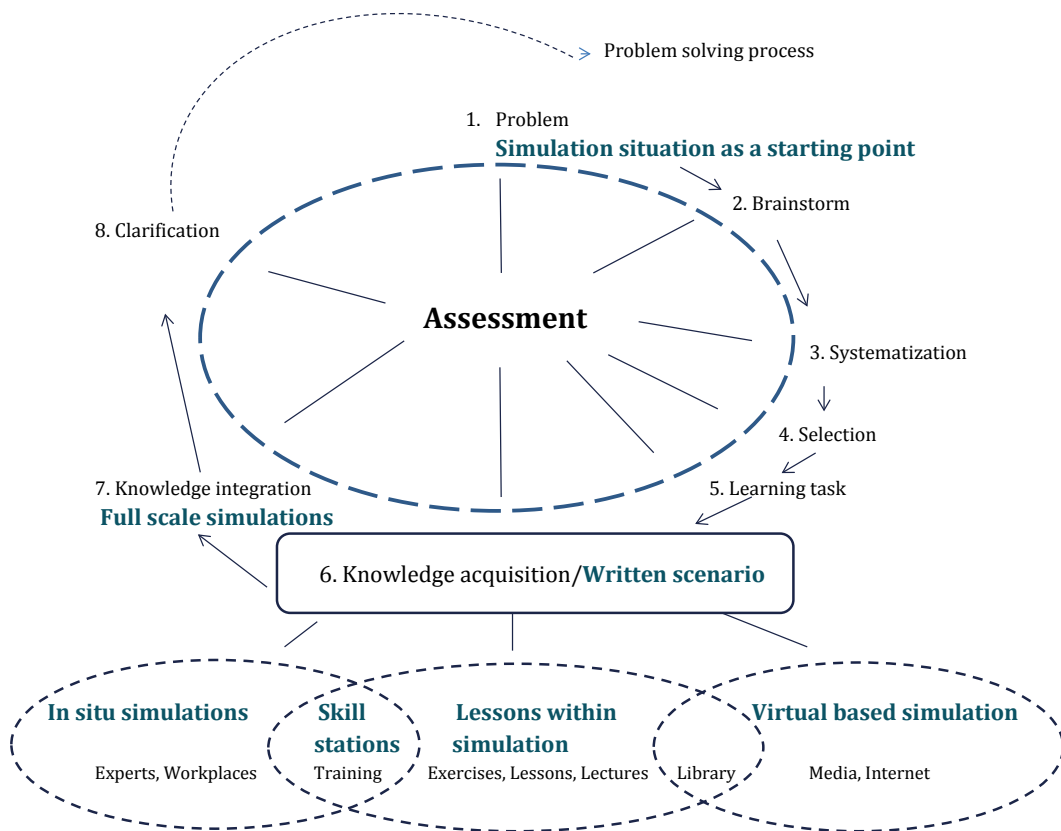 Problem solving process
1. Problem
Simulation situation as a starting point
2. Brainstorm
8. Clarification
Assessment
3. Systematization
4. Selection
7. Knowledge integration
5. Learning task
Full scale simulations
6. Knowledge acquisition/Written scenario
In situ simulations
Skill
stations
Lessons within
simulation
Virtual based simulation
Experts, Workplaces
Training
Exercises, Lessons, Lectures
Library
Media, Internet